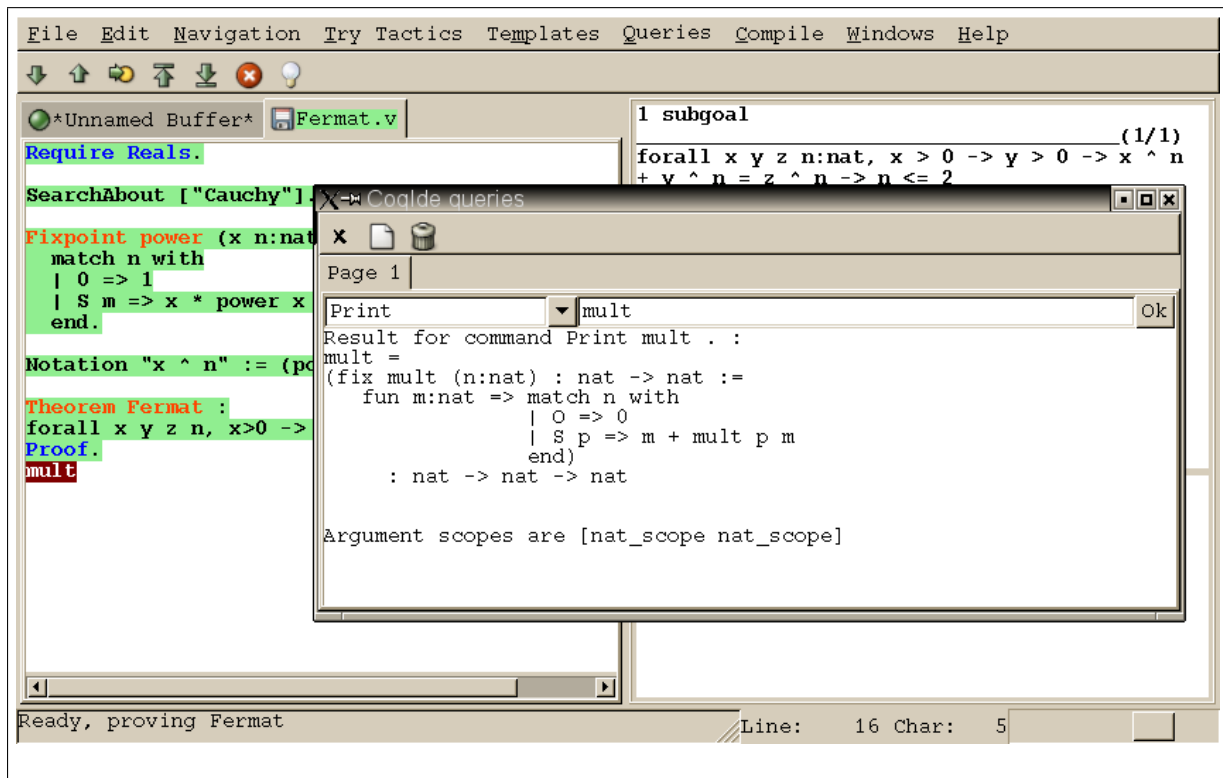 File Edit Navigation Try Tactics Templates Queries Compile Windows Help
*Unnamed Buffer* Fermat.v
Require Reals.
SearchAbout ["Cauchy"].
Fixpoint power (x n:nat
match n with
| O => 1
| S m => x * power x
end.
Notation "x ^ n" := (po
Theorem Fermat :
forall x y z n, x>0 ->
Proof.
mult
1 subgoal
(1/1)
forall x y z n:nat, x > 0 -> y > 0 -> x ^ n
+ y ^ n = z ^ n -> n <= 2
CoqIde queries
Page 1
Print mult Ok
Result for command Print mult . :
mult =
(fix mult (n:nat) : nat -> nat :=
fun m:nat => match n with
| O => 0
| S p => m + mult p m
end)
: nat -> nat -> nat
Argument scopes are [nat_scope nat_scope]
Ready, proving Fermat
Line: 16 Char: 5